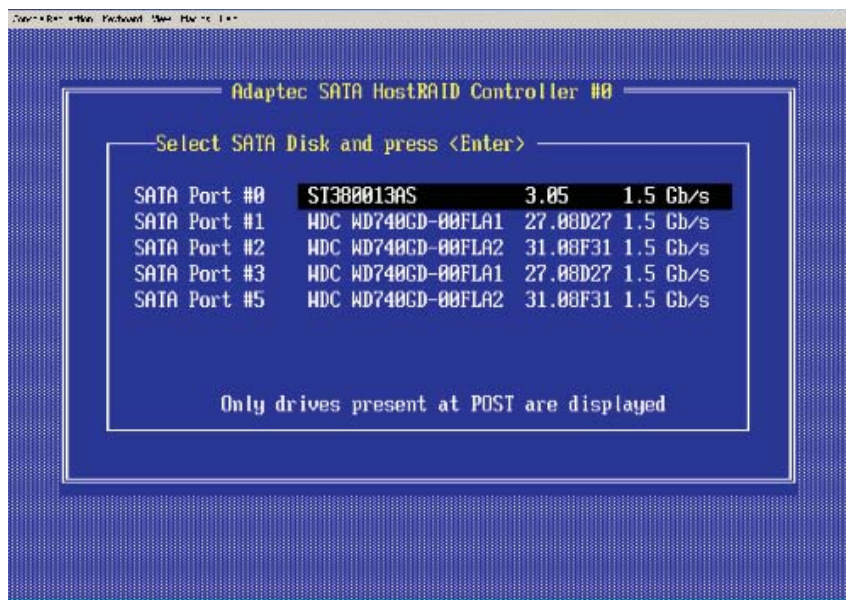 Keyboard View
Adaptec SATA HostRAID Controller #0
Select SATA Disk and press <Enter>
SATA Port #0 ST380013AS 3.05 1.5 Gb/s
SATA Port #1 WDC WD740GD-00FLA1 27.08D27 1.5 Gb/s
SATA Port #2 WDC WD740GD-00FLA2 31.08F31 1.5 Gb/s
SATA Port #3 WDC WD740GD-00FLA1 27.08D27 1.5 Gb/s
SATA Port #5 WDC WD740GD-00FLA2 31.08F31 1.5 Gb/s
Only drives present at POST are displayed